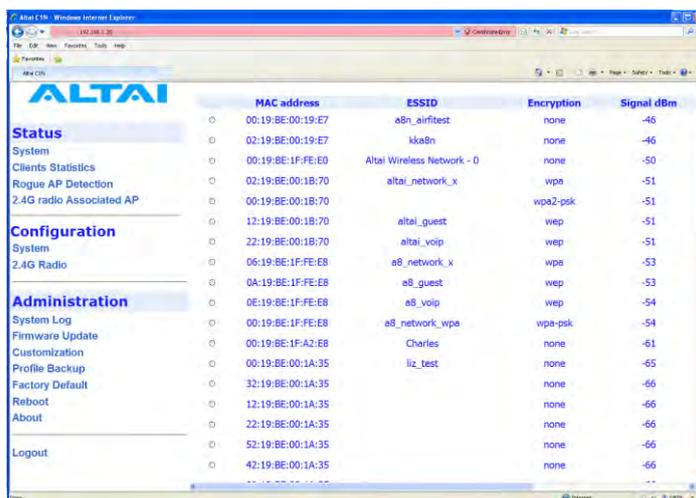 Altai C1N - Windows Internet Explorer
192.168.1.20
Certificate Error
File Edit View Favorites Tools Help
Favorites
Altai C1N
Page Safety Tools
ALTAI
MAC address ESSID Encryption Signal dBm
00:19:BE:00:19:E7 a8n_airfitest none -46
02:19:BE:00:19:E7 kka8n none -46
00:19:BE:1F:FE:E0 Altai Wireless Network - 0 none -50
02:19:BE:00:1B:70 altai_network_x wpa -51
00:19:BE:00:1B:70 wpa2-psk -51
12:19:BE:00:1B:70 altai_guest wep -51
22:19:BE:00:1B:70 altai_voip wep -51
06:19:BE:1F:FE:E8 a8_network_x wpa -53
0A:19:BE:1F:FE:E8 a8_guest wep -53
0E:19:BE:1F:FE:E8 a8_voip wep -54
00:19:BE:1F:FE:E8 a8_network_wpa wpa-psk -54
00:19:BE:1F:A2:E8 Charles none -61
00:19:BE:00:1A:35 liz_test none -65
32:19:BE:00:1A:35 none -66
12:19:BE:00:1A:35 none -66
22:19:BE:00:1A:35 none -66
52:19:BE:00:1A:35 none -66
42:19:BE:00:1A:35 none -66
Status
System
Clients Statistics
Rogue AP Detection
2.4G radio Associated AP
Configuration
System
2.4G Radio
Administration
System Log
Firmware Update
Customization
Profile Backup
Factory Default
Reboot
About
Logout
Internet